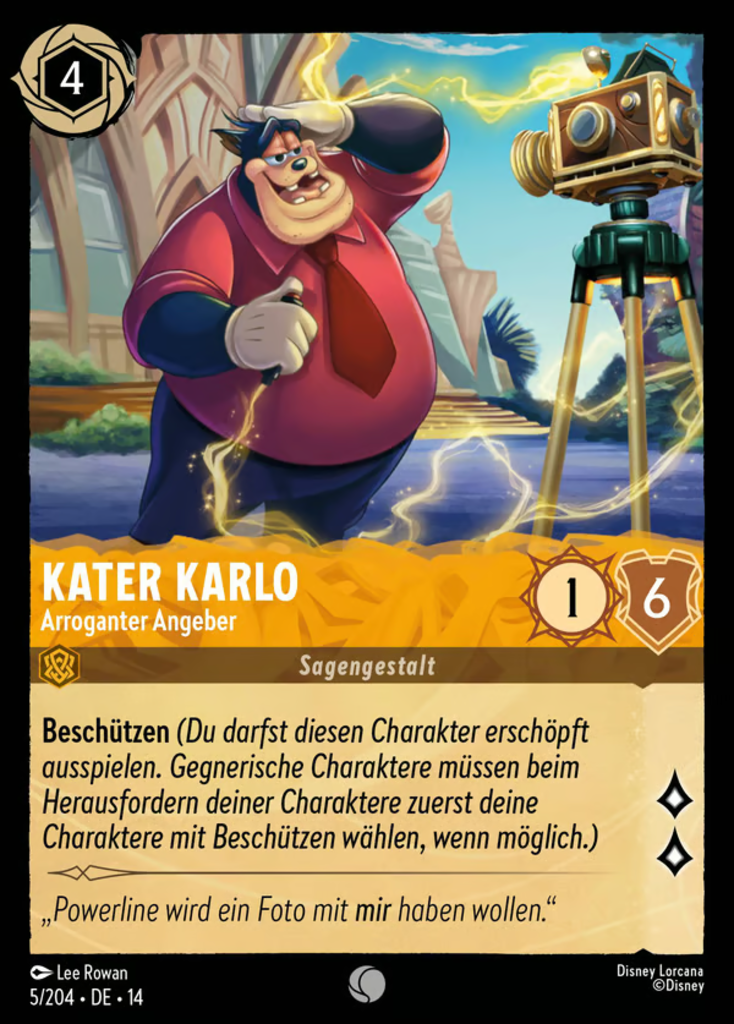 4
KATER KARLO
Arroganter Angeber
1
6
Sagengestalt
Beschützen (Du darfst diesen Charakter erschöpft
ausspielen. Gegnerische Charaktere müssen beim
Herausfordern deiner Charaktere zuerst deine
Charaktere mit Beschützen wählen, wenn möglich.)
„Powerline wird ein Foto mit mir haben wollen.“
Lee Rowan
5/204 • DE • 14
Disney Lorcana
©Disney